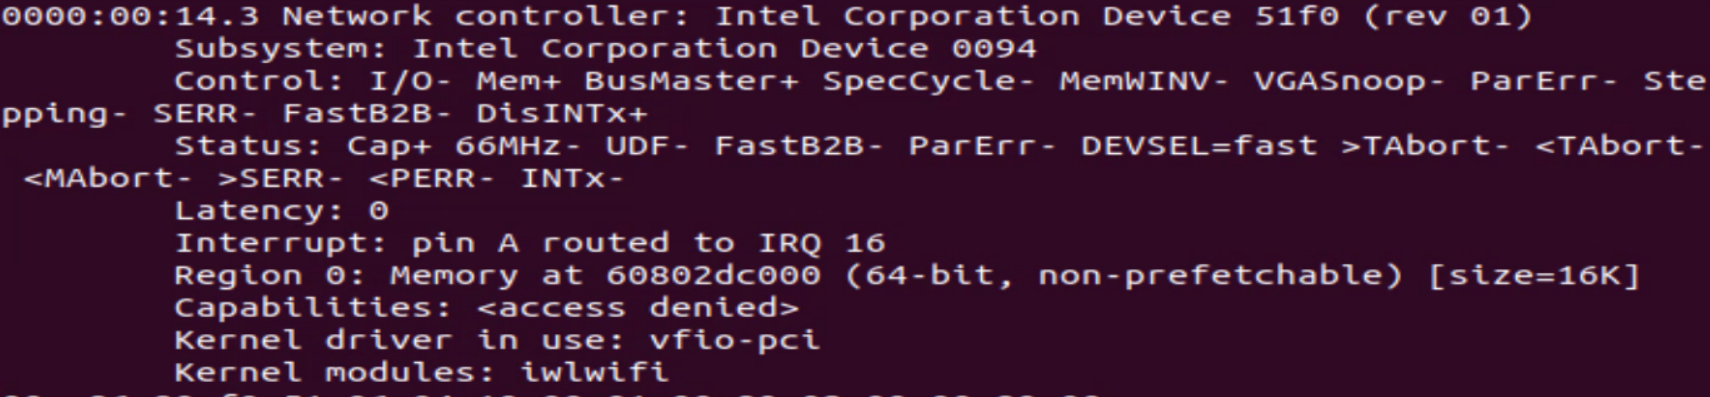 0000:00:14.3 Network controller: Intel Corporation Device 51f0 (rev 01)
Subsystem: Intel Corporation Device 0094
Control: I/O- Mem+ BusMaster+ SpecCycle- MemWINV- VGASnoop- ParErr- Ste
pping- SERR- FastB2B- DisINTx+
Status: Cap+ 66MHz- UDF- FastB2B- ParErr- DEVSEL=fast >TAbort- <TAbort-
<MAbort- >SERR- <PERR- INTx-
Latency: 0
Interrupt: pin A routed to IRQ 16
Region 0: Memory at 60802dc000 (64-bit, non-prefetchable) [size=16K]
Capabilities: <access denied>
Kernel driver in use: vfio-pci
Kernel modules: iwlwifi